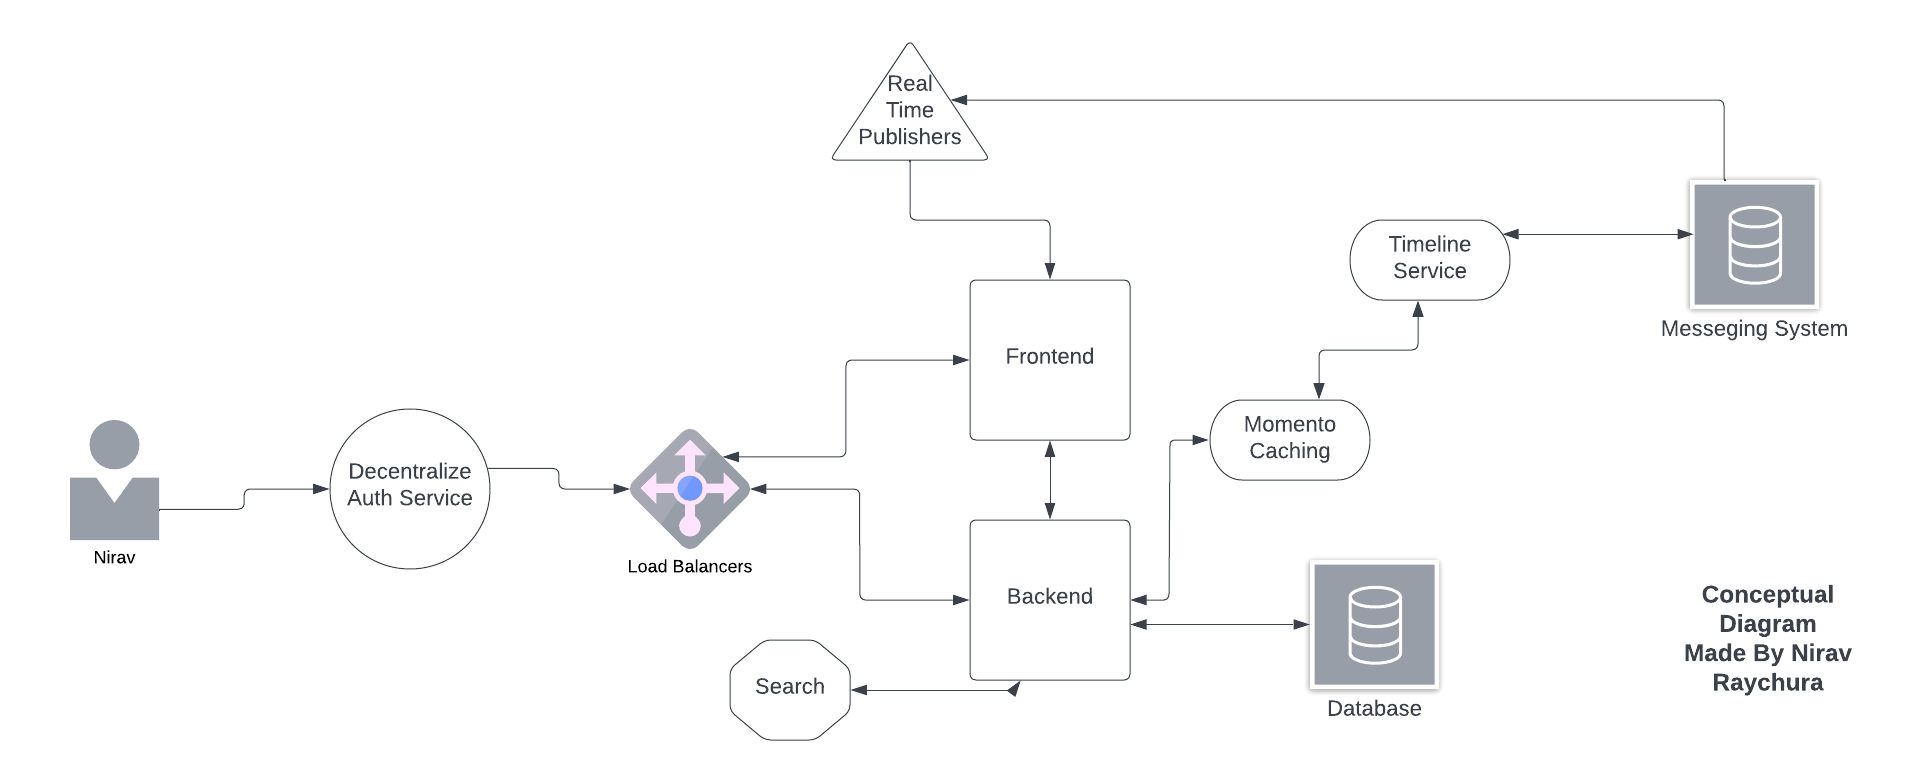 Real
Time
Publishers
Timeline
Service
Messeging System
Frontend
Momento
Caching
Decentralize
Auth Service
Nirav
Load Balancers
Backend
Search
Database
Conceptual
Diagram
Made By Nirav
Raychura